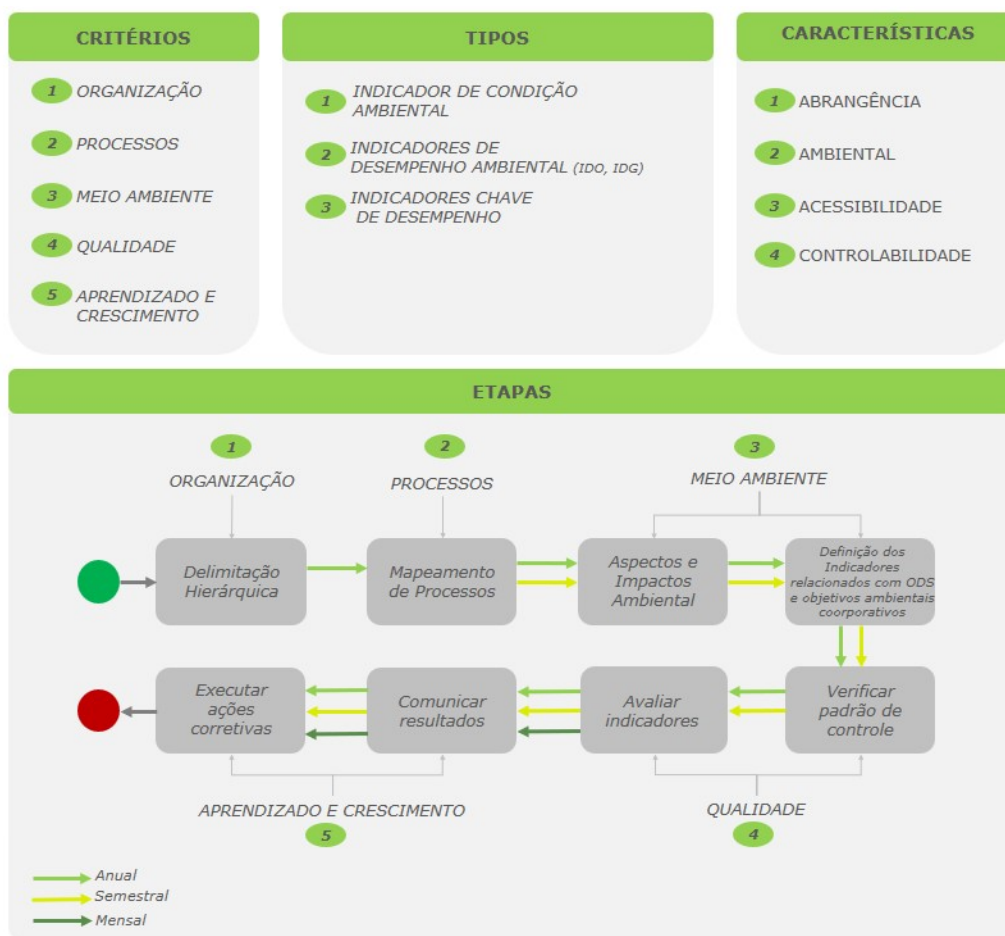 CRITÉRIOS
1 ORGANIZAÇÃO
2 PROCESSOS
3 MEIO AMBIENTE
4 QUALIDADE
5 APRENDIZADO E
CRESCIMENTO
TIPOS
1 INDICADOR DE CONDIÇÃO
AMBIENTAL
2 INDICADORES DE
DESEMPENHO AMBIENTAL (IDO, IDG)
3 INDICADORES CHAVE
DE DESEMPENHO
CARACTERÍSTICAS
1 ABRANGÊNCIA
2 AMBIENTAL
3 ACESSIBILIDADE
4 CONTROLABILIDADE
ETAPAS
1
ORGANIZAÇÃO
2
PROCESSOS
3
MEIO AMBIENTE
Delimitação
Hierárquica
Mapeamento
de Processos
Aspectos e
Impactos
Ambiental
Definição dos
Indicadores
relacionados com ODS
e objetivos ambientais
coorporativos
Executar
ações
corretivas
Comunicar
resultados
Avaliar
indicadores
Verificar
padrão de
controle
APRENDIZADO E CRESCIMENTO
5
QUALIDADE
4
Anual
Semestral
Mensal